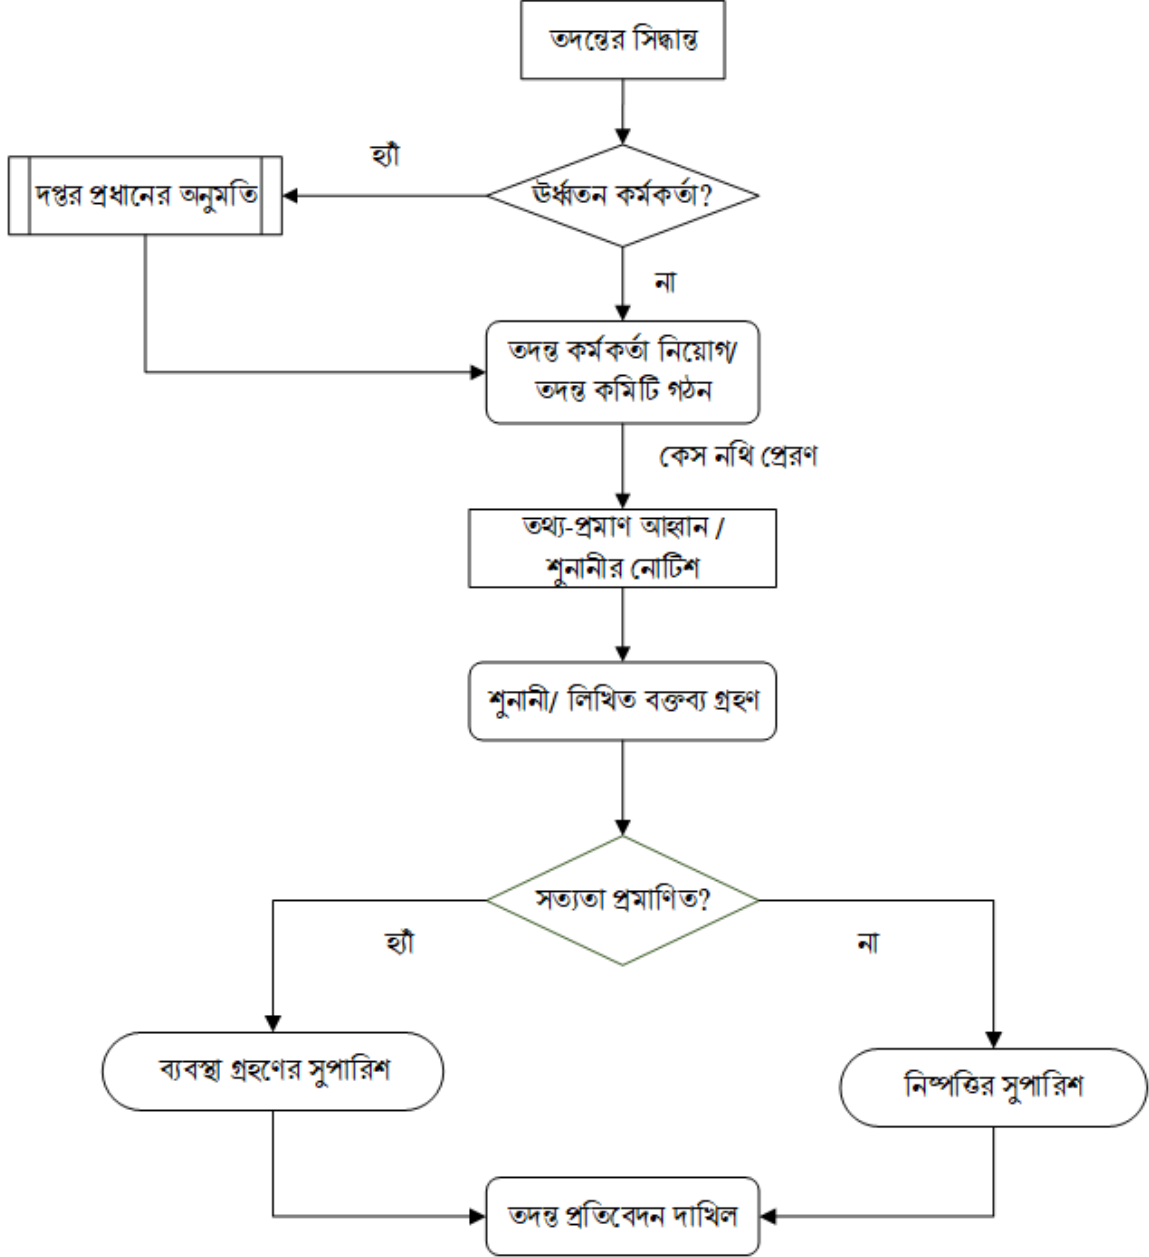 তদন্তের সিদ্ধান্ত
হ্যাঁ
দপ্তর প্রধানের অনুমতি
ঊর্ধ্বতন কর্মকর্তা?
না
তদন্ত কর্মকর্তা নিয়োগ/
তদন্ত কমিটি গঠন
কেস নথি প্রেরণ
তথ্য-প্রমাণ আহ্বান /
শুনানীর নোটিশ
শুনানী/ লিখিত বক্তব্য গ্রহণ
সত্যতা প্রমাণিত?
হ্যাঁ
না
ব্যবস্থা গ্রহণের সুপারিশ
নিষ্পত্তির সুপারিশ
তদন্ত প্রতিবেদন দাখিল